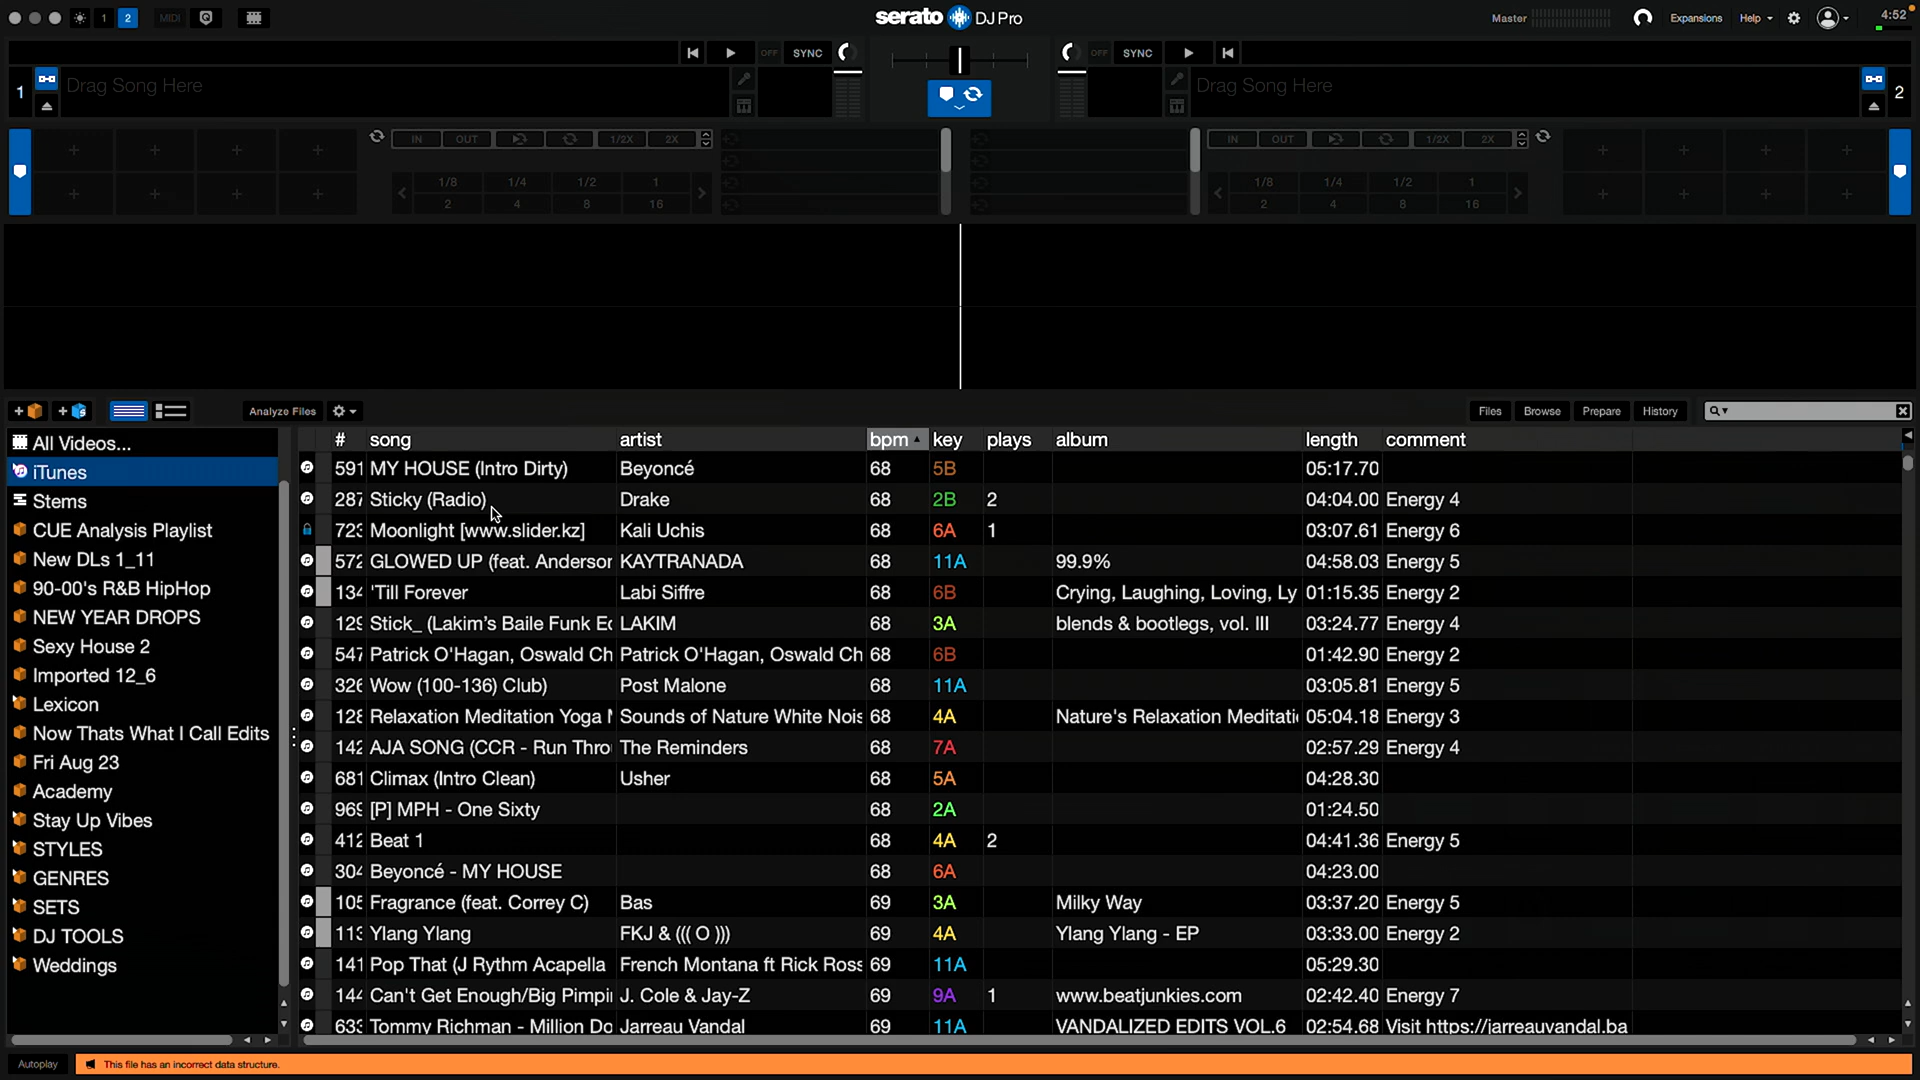 1 2 MIDI serato DJ Pro Master Expansions Help 4:52
OFF SYNC OFF SYNC
1 Drag Song Here Drag Song Here 2
IN OUT 1/2X 2X IN OUT 1/2X 2X
1/8 1/4 1/2 1 1/8 1/4 1/2 1
2 4 8 16 2 4 8 16
Analyze Files Files Browse Prepare History
All Videos...
iTunes
Stems
CUE Analysis Playlist
New DLs 1_11
90-00's R&B HipHop
NEW YEAR DROPS
Sexy House 2
Imported 12_6
Lexicon
Now Thats What I Call Edits
Fri Aug 23
Academy
Stay Up Vibes
STYLES
GENRES
SETS
DJ TOOLS
Weddings
# song artist bpm key plays album length comment
591 MY HOUSE (Intro Dirty) Beyoncé 68 5B 05:17.70
287 Sticky (Radio) Drake 68 2B 2 04:04.00 Energy 4
723 Moonlight [www.slider.kz] Kali Uchis 68 6A 1 03:07.61 Energy 6
572 GLOWED UP (feat. Anderson KAYTRANADA 68 11A 99.9% 04:58.03 Energy 5
134 'Till Forever Labi Siffre 68 6B Crying, Laughing, Loving, Ly 01:15.35 Energy 2
129 Stick_ (Lakim's Baile Funk Ed LAKIM 68 3A blends & bootlegs, vol. III 03:24.77 Energy 4
547 Patrick O'Hagan, Oswald Ch Patrick O'Hagan, Oswald Ch 68 6B 01:42.90 Energy 2
326 Wow (100-136) Club) Post Malone 68 11A 03:05.81 Energy 5
128 Relaxation Meditation Yoga Sounds of Nature White Nois 68 4A Nature's Relaxation Meditati 05:04.18 Energy 3
142 AJA SONG (CCR - Run Thro The Reminders 68 7A 02:57.29 Energy 4
681 Climax (Intro Clean) Usher 68 5A 04:28.30
969 [P] MPH - One Sixty 68 2A 01:24.50
412 Beat 1 68 4A 2 04:41.36 Energy 5
304 Beyoncé - MY HOUSE 68 6A 04:23.00
105 Fragrance (feat. Correy C) Bas 69 3A Milky Way 03:37.20 Energy 5
113 Ylang Ylang FKJ & ((( O ))) 69 4A Ylang Ylang - EP 03:33.00 Energy 2
141 Pop That (J Rythm Acapella French Montana ft Rick Ross 69 11A 05:29.30
144 Can't Get Enough/Big Pimpi J. Cole & Jay-Z 69 9A 1 www.beatjunkies.com 02:42.40 Energy 7
633 Tommy Richman - Million Do Jarreau Vandal 69 11A VANDALIZED EDITS VOL.6 02:54.68 Visit https://jarreauvandal.ba
Autoplay This file has an incorrect data structure.